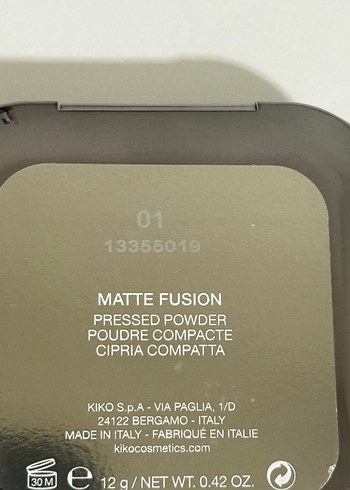 01
13355019
MATTE FUSION
PRESSED POWDER
POUDRE COMPACTE
CIPRIA COMPATTA
KIKO S.p.A - VIA PAGLIA, 1/D
24122 BERGAMO - ITALY
MADE IN ITALY - FABRIQUÉ EN ITALIE
kikocosmetics.com
30 M e 12 g / NET WT. 0.42 OZ.